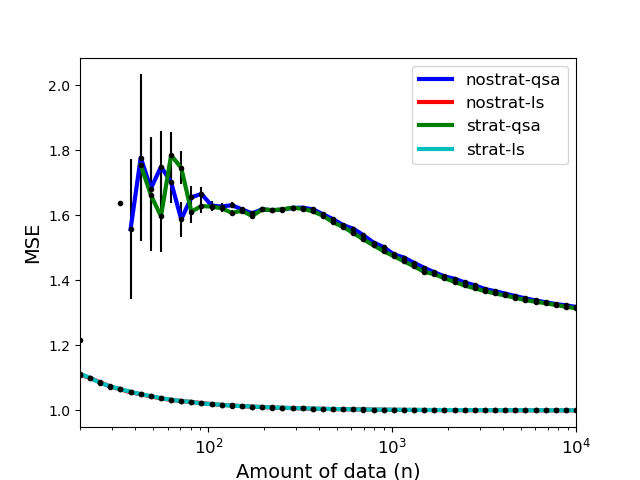 2.0
1.8
1.6
1.4
1.2
1.0
MSE
10²
10³
10⁴
Amount of data (n)
nostrat-qsa
nostrat-ls
strat-qsa
strat-ls